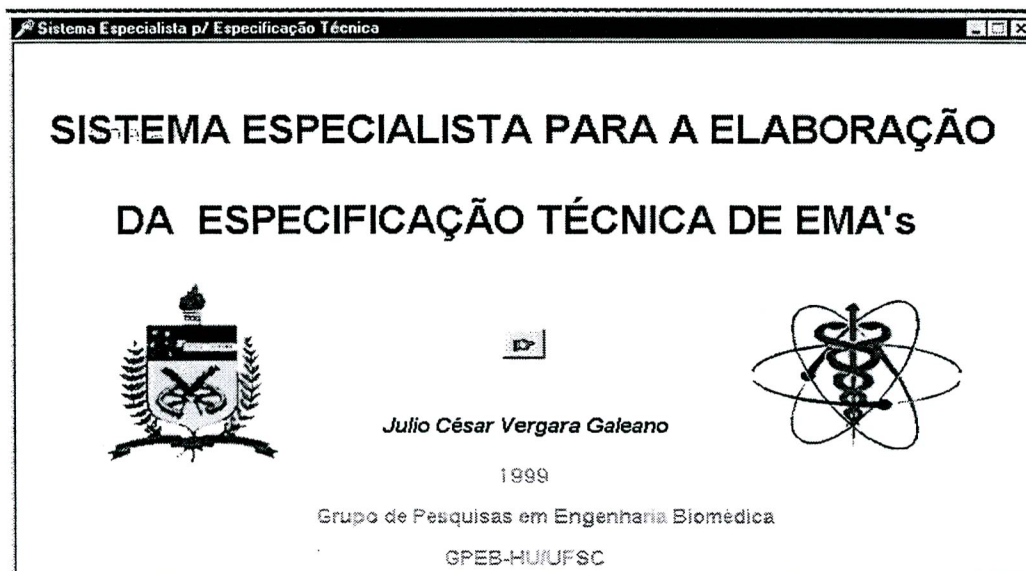 Sistema Especialista p/ Especificação Técnica
SISTEMA ESPECIALISTA PARA A ELABORAÇÃO
DA ESPECIFICAÇÃO TÉCNICA DE EMA's
Julio César Vergara Galeano
1999
Grupo de Pesquisas em Engenharia Biomédica
GPEB-HU/UFSC